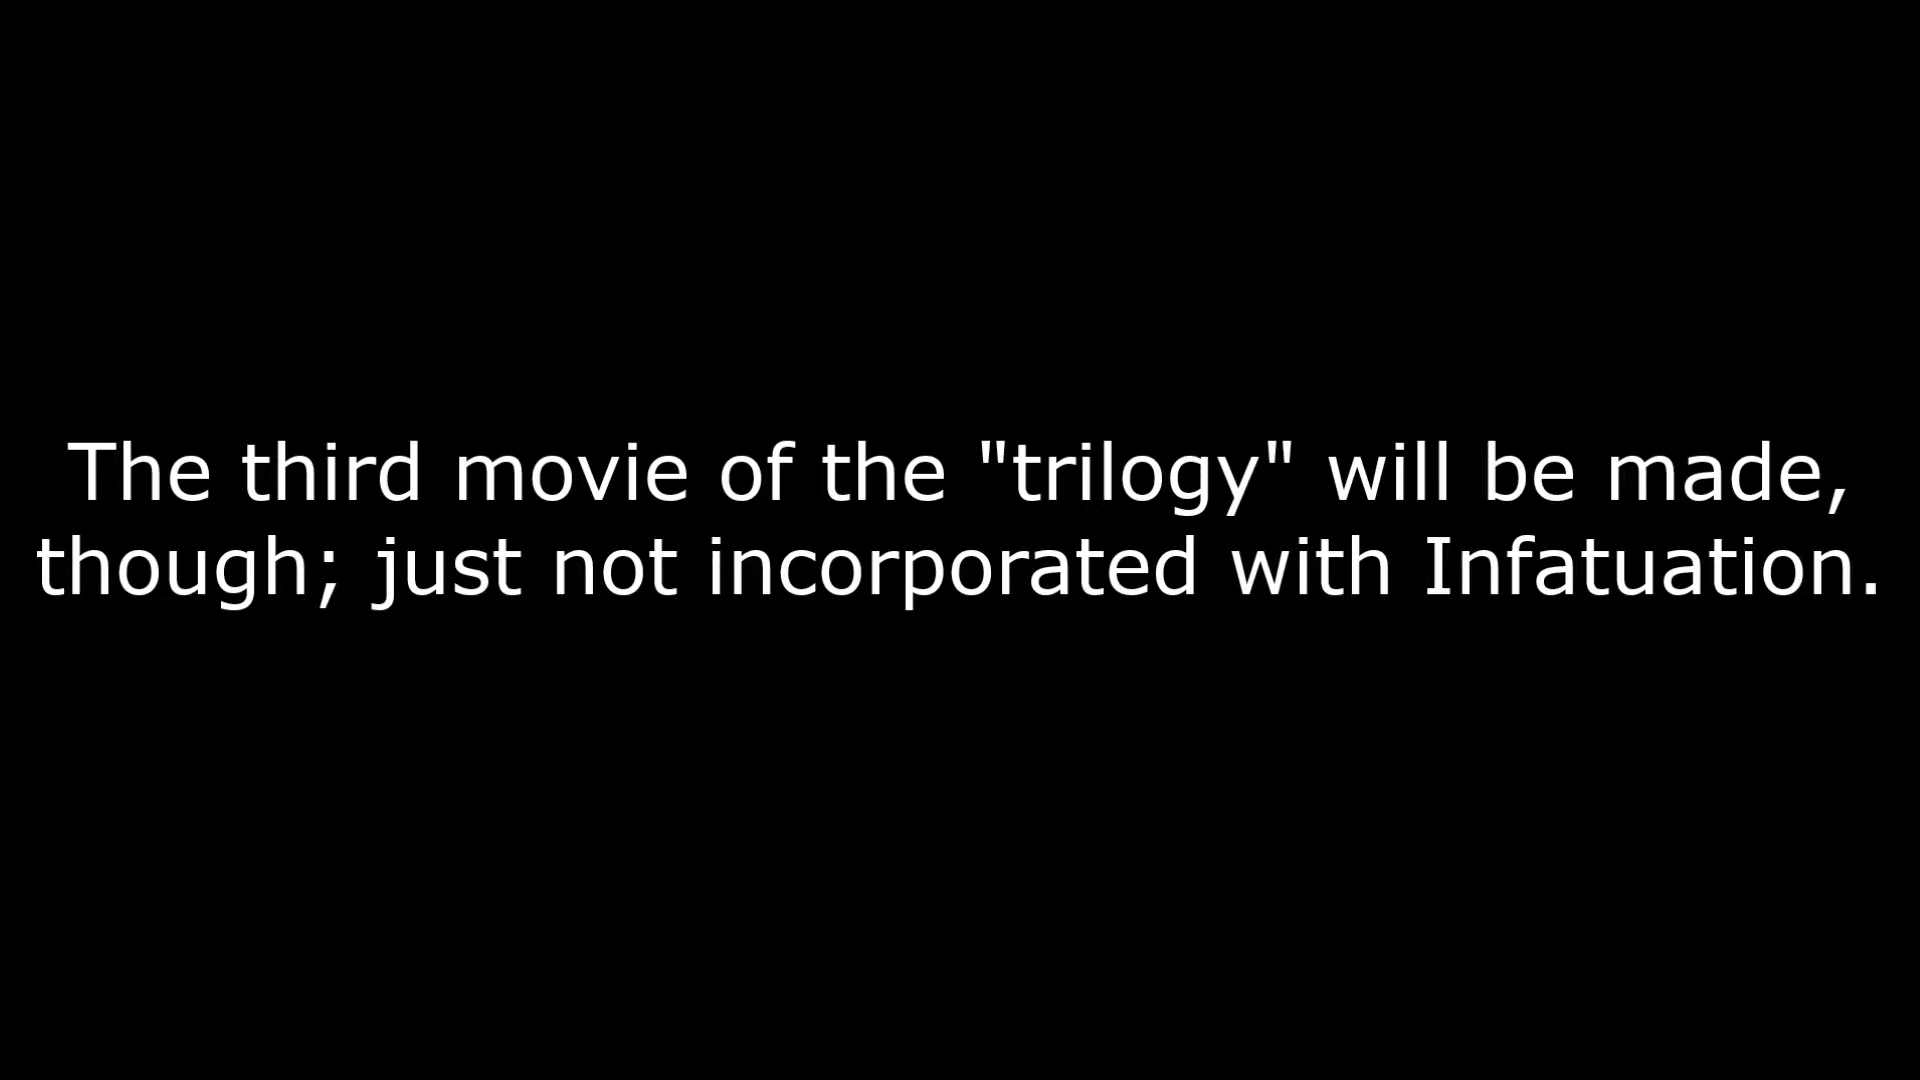 The third movie of the "trilogy" will be made,
though; just not incorporated with Infatuation.